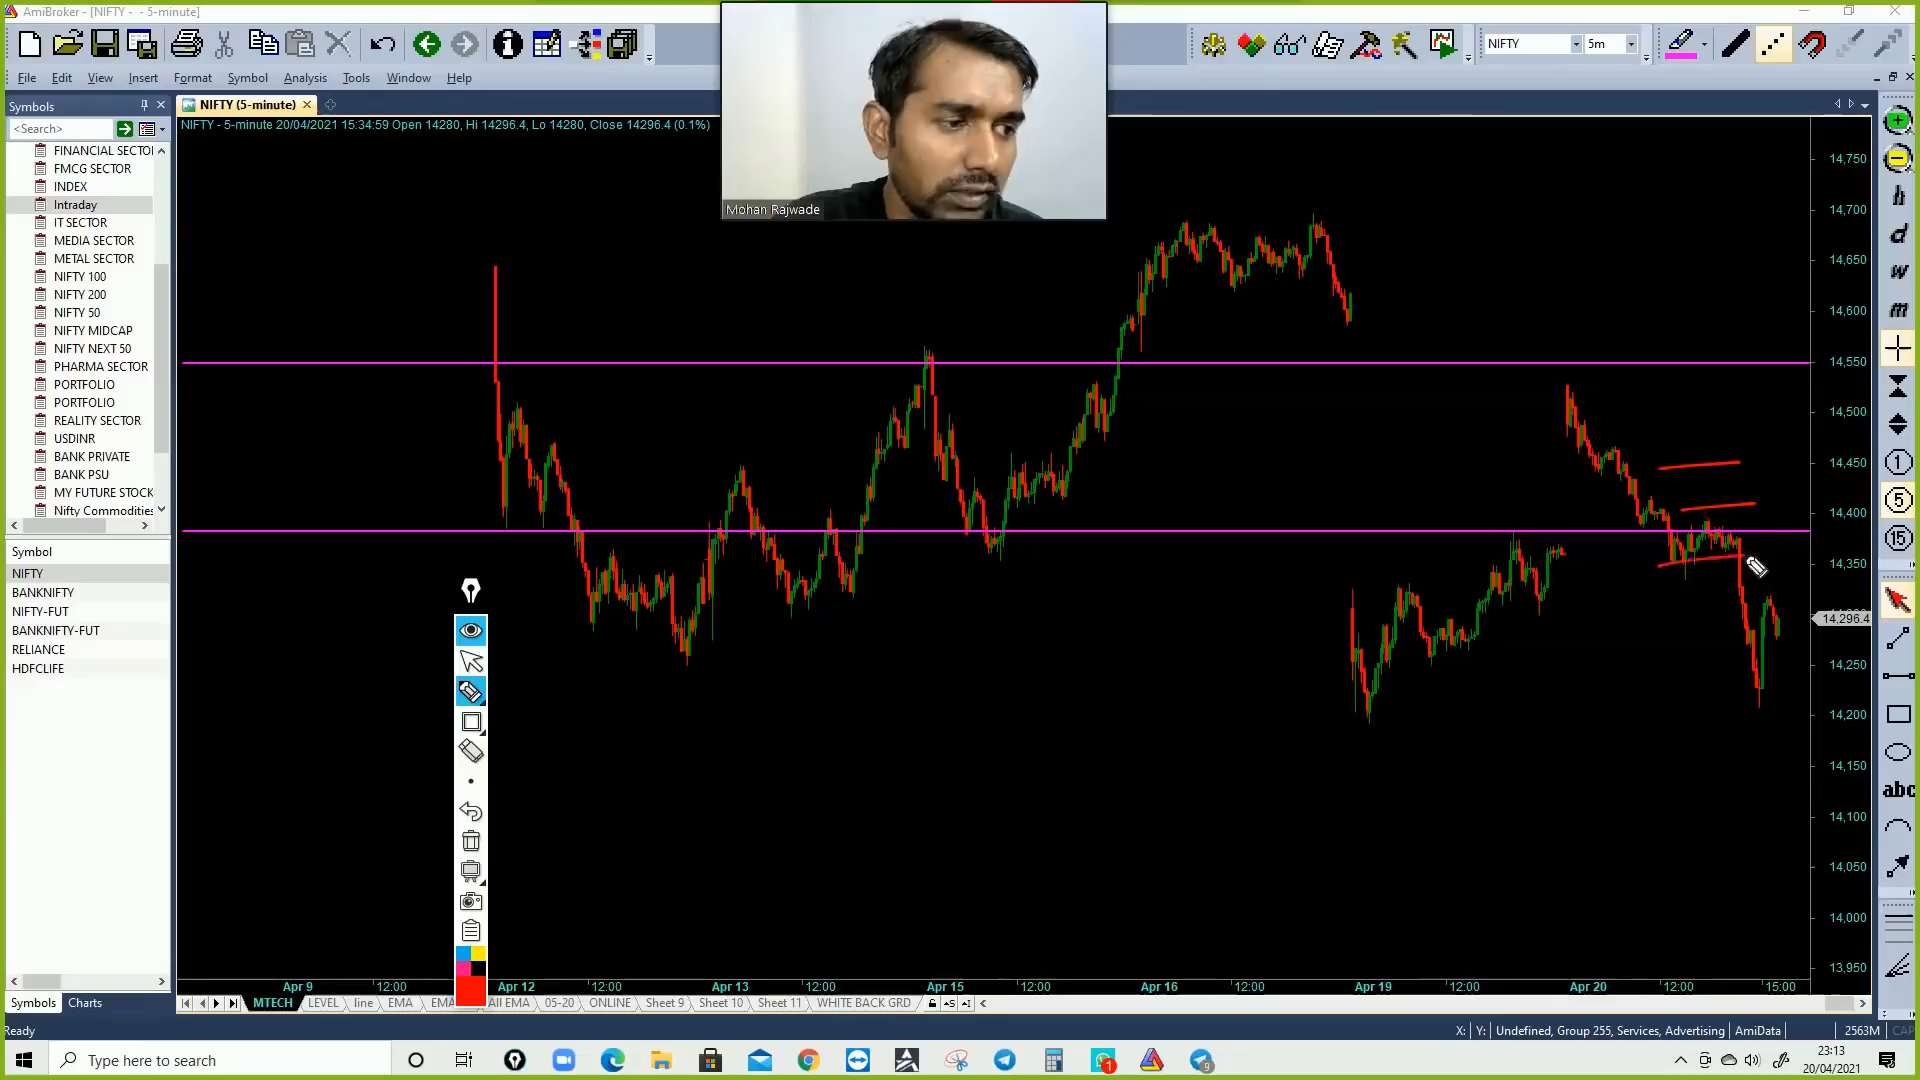 AmiBroker - [NIFTY - - 5-minute]
NIFTY
5m
File Edit View Insert Format Symbol Analysis Tools Window Help
Symbols
<Search>
FINANCIAL SECTO
FMCG SECTOR
INDEX
Intraday
IT SECTOR
MEDIA SECTOR
METAL SECTOR
NIFTY 100
NIFTY 200
NIFTY 50
NIFTY MIDCAP
NIFTY NEXT 50
PHARMA SECTOR
PORTFOLIO
PORTFOLIO
REALITY SECTOR
USDINR
BANK PRIVATE
BANK PSU
MY FUTURE STOCK
Nifty Commodities
Symbol
NIFTY
BANKNIFTY
NIFTY-FUT
BANKNIFTY-FUT
RELIANCE
HDFCLIFE
Symbols Charts
NIFTY (5-minute)
NIFTY - 5-minute 20/04/2021 15:34:59 Open 14280, Hi 14296.4, Lo 14280, Close 14296.4 (0.1%)
Mohan Rajwade
14,750
14,700
14,650
14,600
14,550
14,500
14,450
14,400
14,350
14,296.4
14,250
14,200
14,150
14,100
14,050
14,000
13,950
h
d
w
m
1
5
15
abc
Apr 9 12:00 Apr 12 12:00 Apr 13 12:00 Apr 15 12:00 Apr 16 12:00 Apr 19 12:00 Apr 20 12:00 15:00
MTECH LEVEL line EMA EMA All EMA 05-20 ONLINE Sheet 9 Sheet 10 Sheet 11 WHITE BACK GRD
Ready
X: Y: Undefined, Group 255, Services, Advertising AmiData 2563M CAP
Type here to search
1
9
23:13
20/04/2021